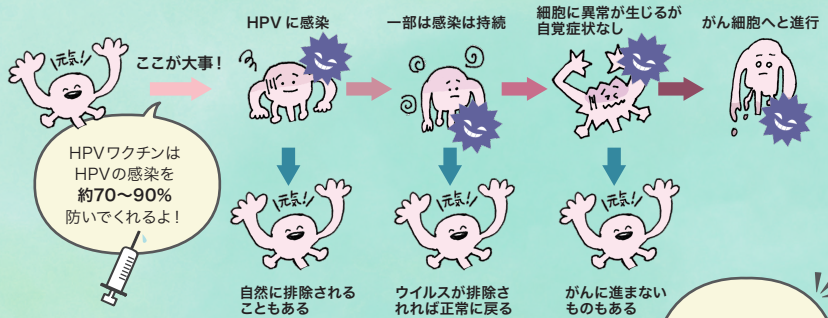 元気!
ここが大事!
HPVに感染
一部は感染は持続
細胞に異常が生じるが
自覚症状なし
がん細胞へと進行
HPVワクチンは
HPVの感染を
約70〜90%
防いでくれるよ!
元気!
元気!
元気!
自然に排除される
こともある
ウイルスが排除さ
れれば正常に戻る
がんに進まない
ものもある